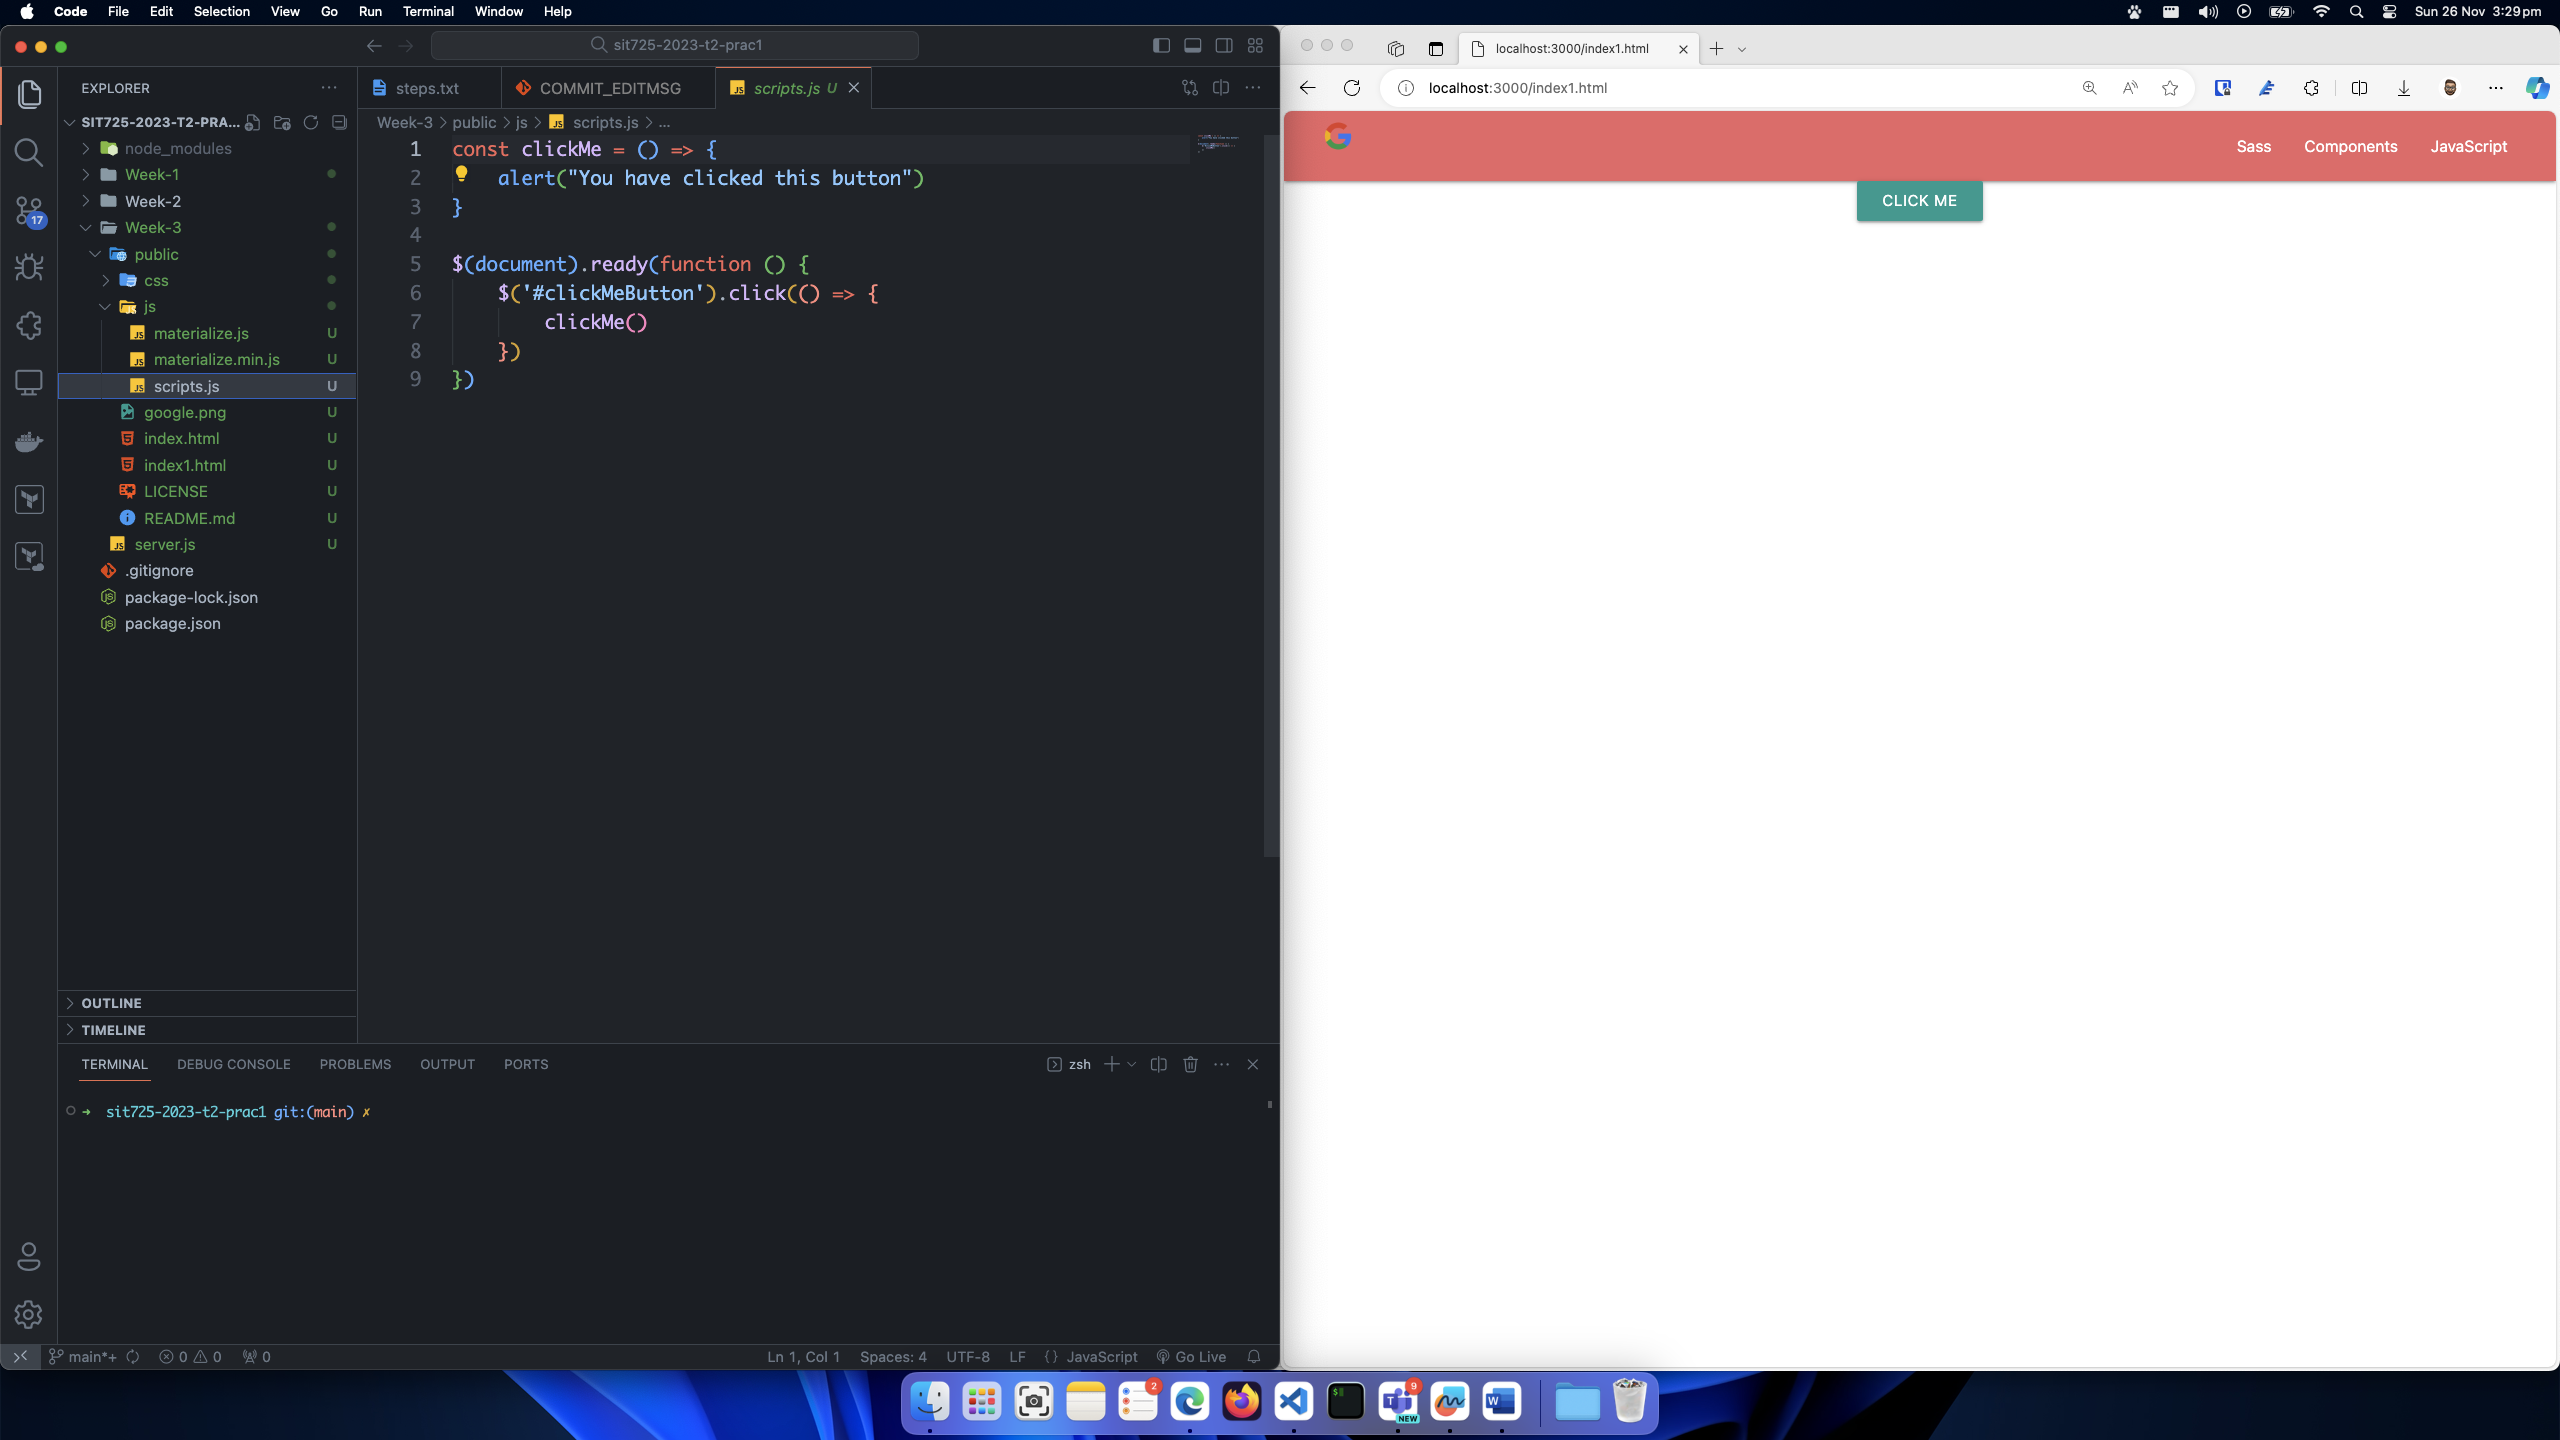 Code File Edit Selection View Go Run Terminal Window Help
Sun 26 Nov 3:29 pm
sit725-2023-t2-prac1
EXPLORER
SIT725-2023-T2-PRA...
node_modules
Week-1
Week-2
Week-3
public
css
js
materialize.js U
materialize.min.js U
scripts.js U
google.png U
index.html U
index1.html U
LICENSE U
README.md U
server.js U
.gitignore
package-lock.json
package.json
OUTLINE
TIMELINE
17
steps.txt
COMMIT_EDITMSG
scripts.js U
Week-3 > public > js > scripts.js > ...
1 const clickMe = () => {
2 alert("You have clicked this button")
3 }
4
5 $(document).ready(function () {
6 $('#clickMeButton').click(() => {
7 clickMe()
8 })
9 })
TERMINAL DEBUG CONSOLE PROBLEMS OUTPUT PORTS
zsh
sit725-2023-t2-prac1 git:(main) ✗
main*+ 0 0 0
Ln 1, Col 1 Spaces: 4 UTF-8 LF {} JavaScript Go Live
localhost:3000/index1.html
localhost:3000/index1.html
Sass Components JavaScript
CLICK ME
2
9
NEW